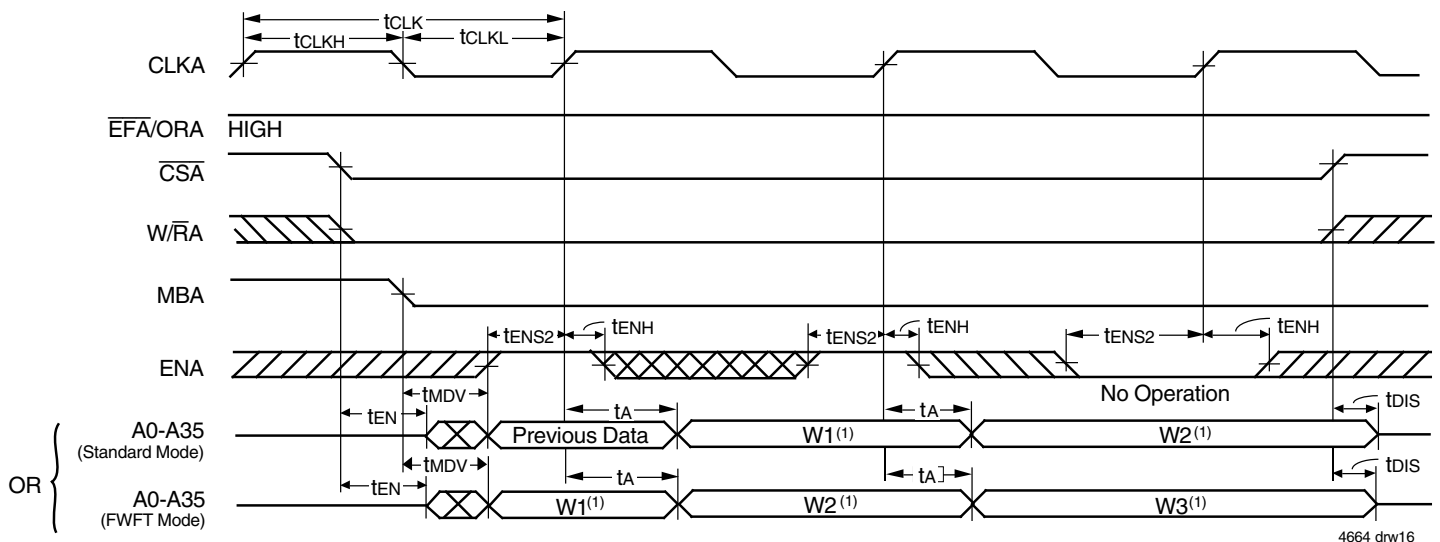 tCLK
tCLKH tCLKL
CLKA
EFA/ORA HIGH
CSA
W/RA
MBA
tENS2 tENH tENS2 tENH tENS2 tENH
ENA
No Operation
tMDV
tEN tA tA tDIS
A0-A35 Previous Data W1(1) W2(1)
(Standard Mode)
OR
tMDV
tEN tA tA tDIS
A0-A35 W1(1) W2(1) W3(1)
(FWFT Mode)
4664 drw16